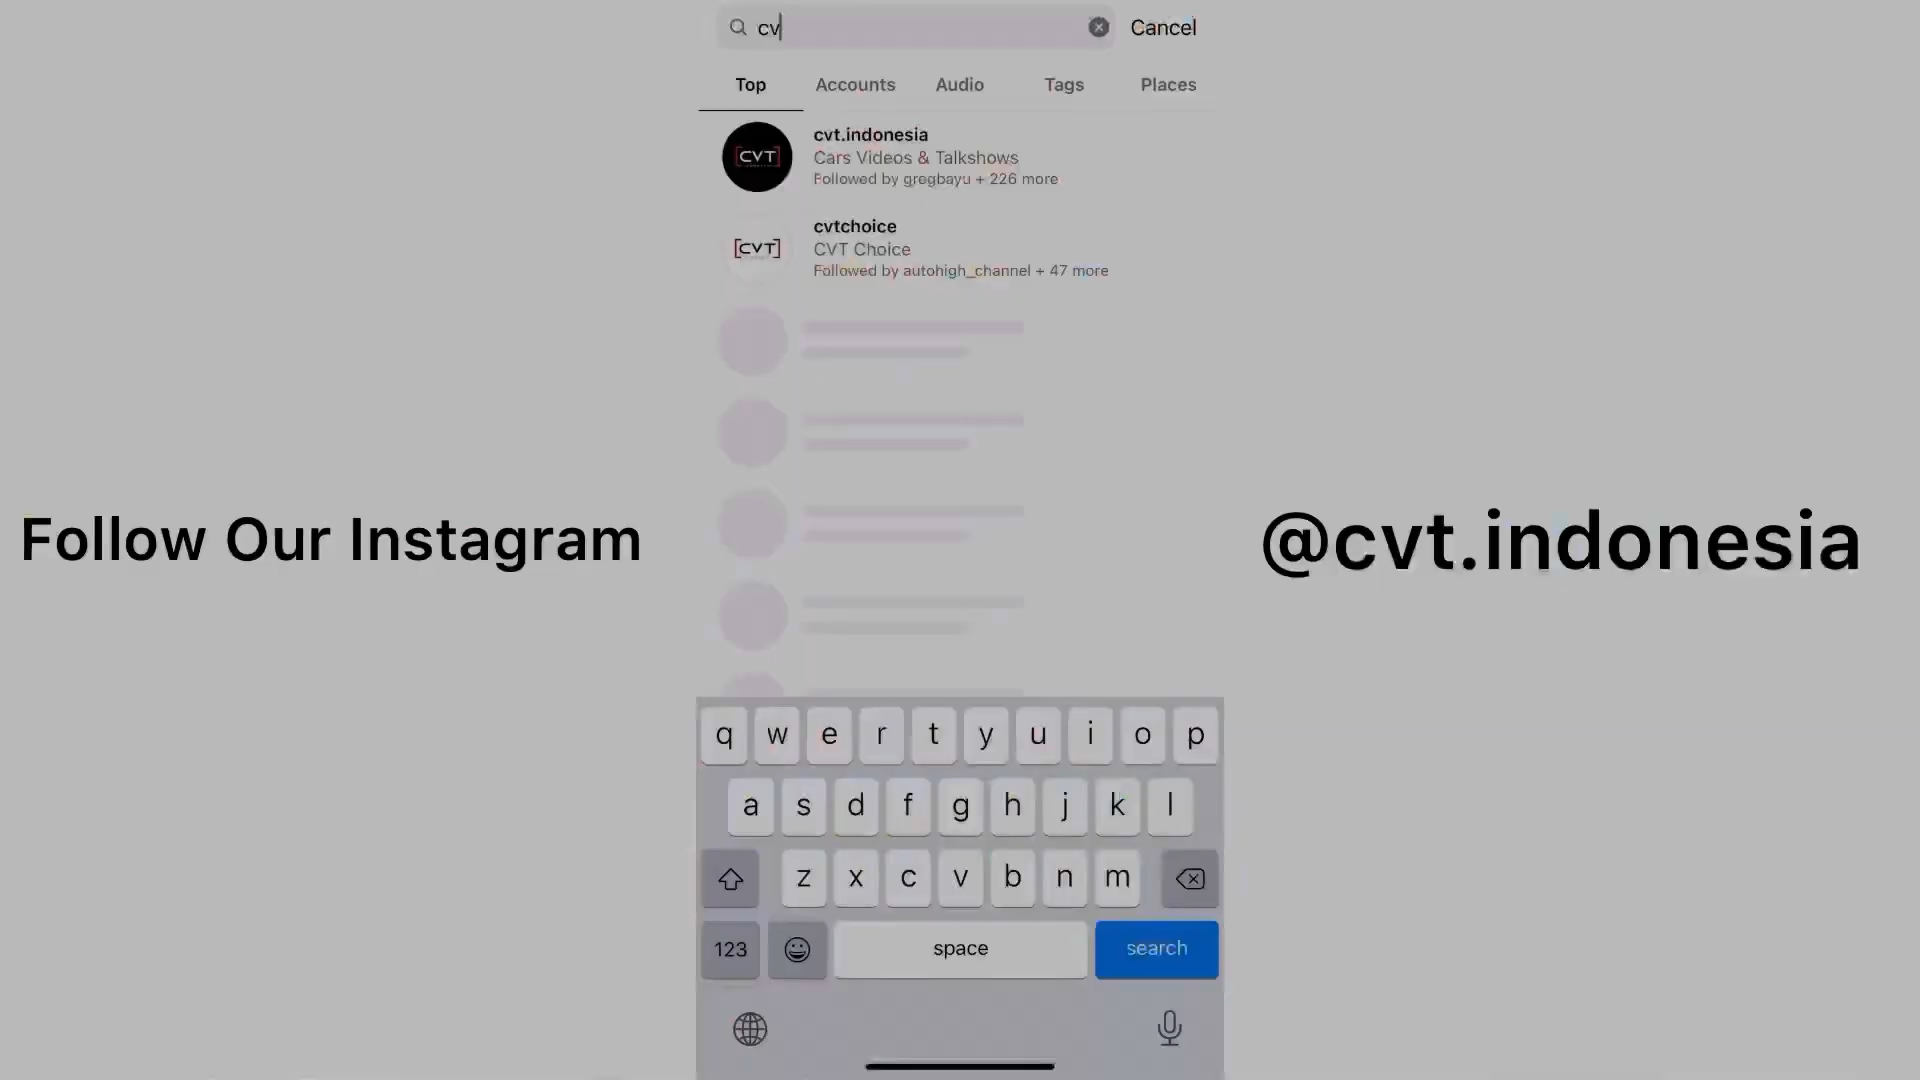 cv
Cancel
Top Accounts Audio Tags Places
[CVT]
cvt.indonesia
Cars Videos & Talkshows
Followed by gregbayu + 226 more
[CVT]
cvtchoice
CVT Choice
Followed by autohigh_channel + 47 more
Follow Our Instagram
@cvt.indonesia
q w e r t y u i o p
a s d f g h j k l
z x c v b n m
123 space search